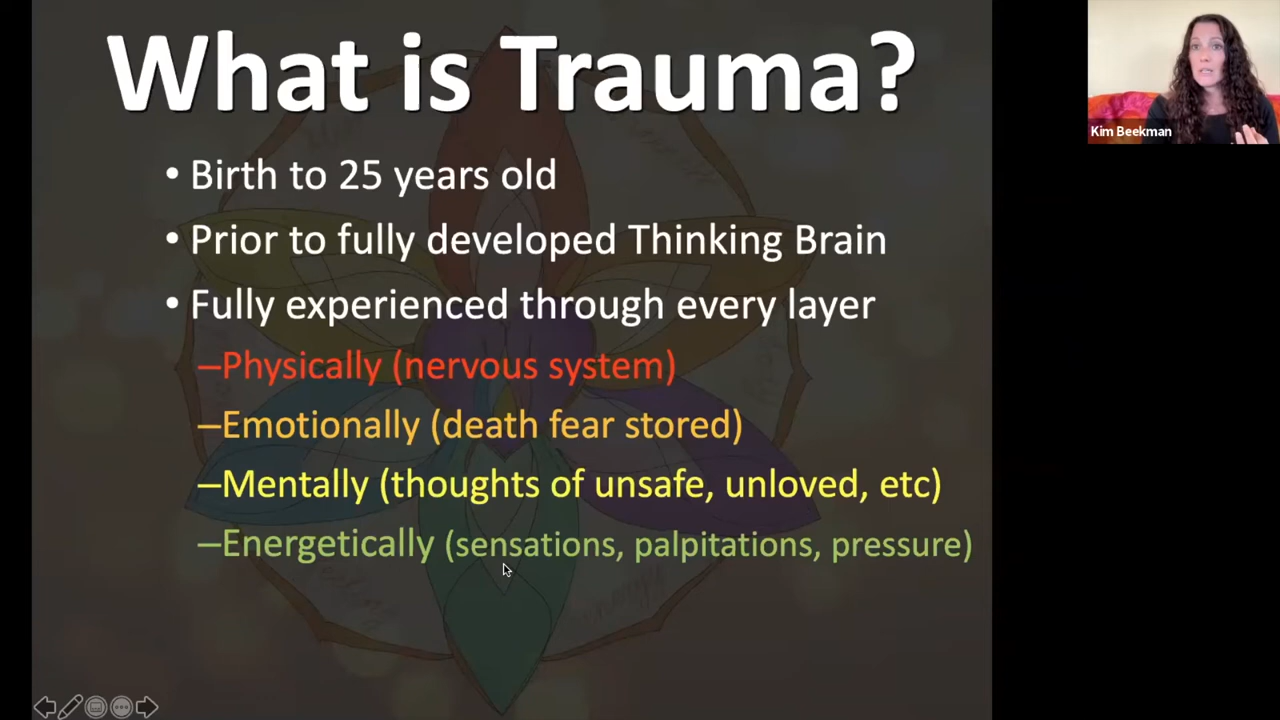 What is Trauma?
• Birth to 25 years old
• Prior to fully developed Thinking Brain
• Fully experienced through every layer
–Physically (nervous system)
–Emotionally (death fear stored)
–Mentally (thoughts of unsafe, unloved, etc)
–Energetically (sensations, palpitations, pressure)
Kim Beekman